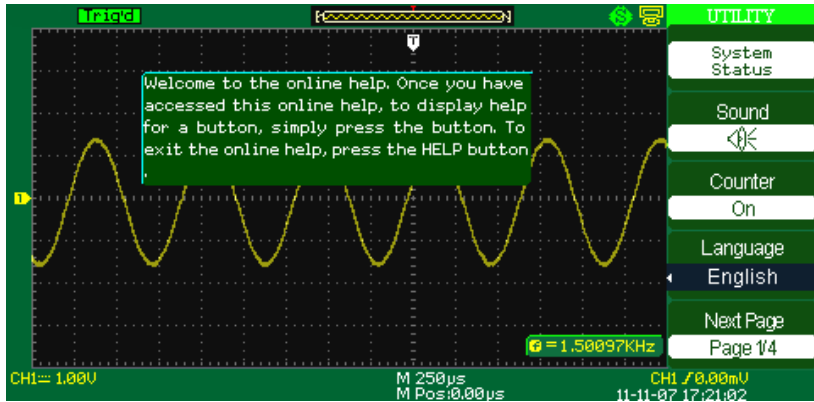 Trig'd
UTILITY
T
Welcome to the online help. Once you have
accessed this online help, to display help
for a button, simply press the button. To
exit the online help, press the HELP button
.
System
Status
Sound
Counter
On
Language
English
Next Page
Page 1/4
1
f = 1.50097KHz
CH1 1.00V
M 250µs
CH1 0.00mV
M Pos:0.00µs
11-11-07 17:21:02